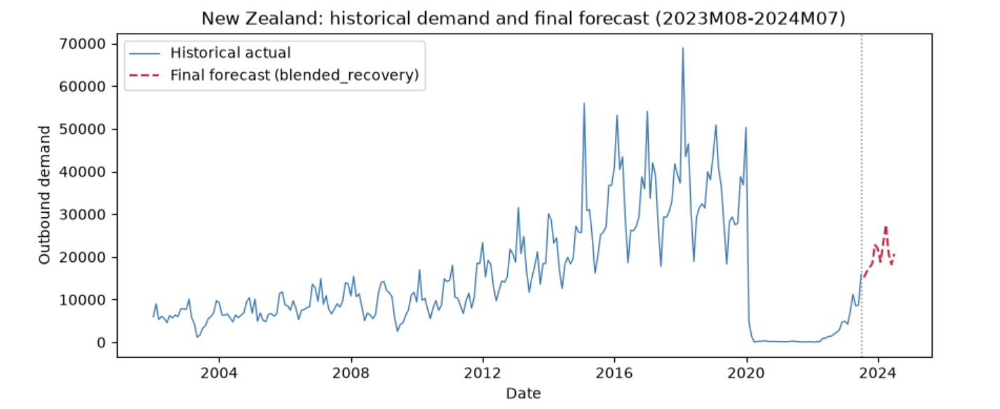 New Zealand: historical demand and final forecast (2023M08-2024M07)
Historical actual
Final forecast (blended_recovery)
Outbound demand
70000
60000
50000
40000
30000
20000
10000
0
2004 2008 2012 2016 2020 2024
Date